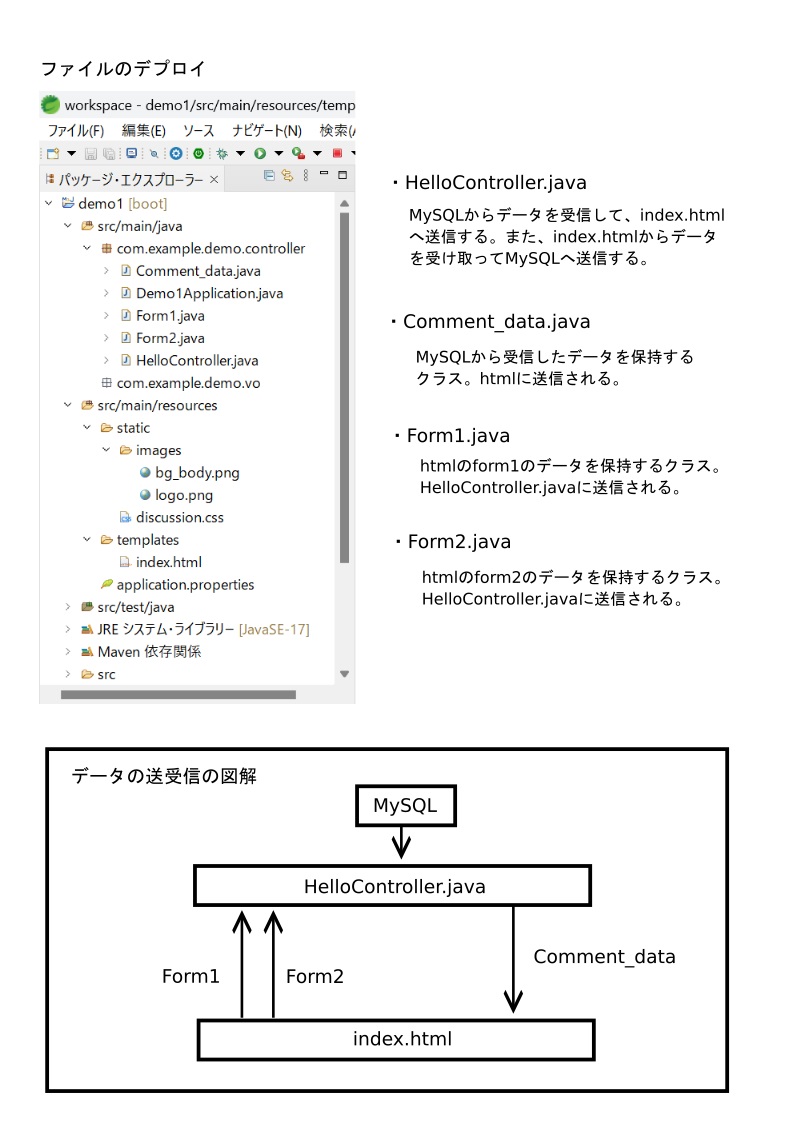 ファイルのデプロイ
workspace - demo1/src/main/resources/temp
ファイル(F) 編集(E) ソース ナビゲート(N) 検索(
パッケージ・エクスプローラー ×
demo1 [boot]
src/main/java
com.example.demo.controller
Comment_data.java
Demo1Application.java
Form1.java
Form2.java
HelloController.java
com.example.demo.vo
src/main/resources
static
images
bg_body.png
logo.png
discussion.css
templates
index.html
application.properties
src/test/java
JRE システム・ライブラリー [JavaSE-17]
Maven 依存関係
src
・HelloController.java
MySQLからデータを受信して、index.html
へ送信する。また、index.htmlからデータ
を受け取ってMySQLへ送信する。
・Comment_data.java
MySQLから受信したデータを保持する
クラス。htmlに送信される。
・Form1.java
htmlのform1のデータを保持するクラス。
HelloController.javaに送信される。
・Form2.java
htmlのform2のデータを保持するクラス。
HelloController.javaに送信される。
データの送受信の図解
MySQL
HelloController.java
Form1
Form2
Comment_data
index.html